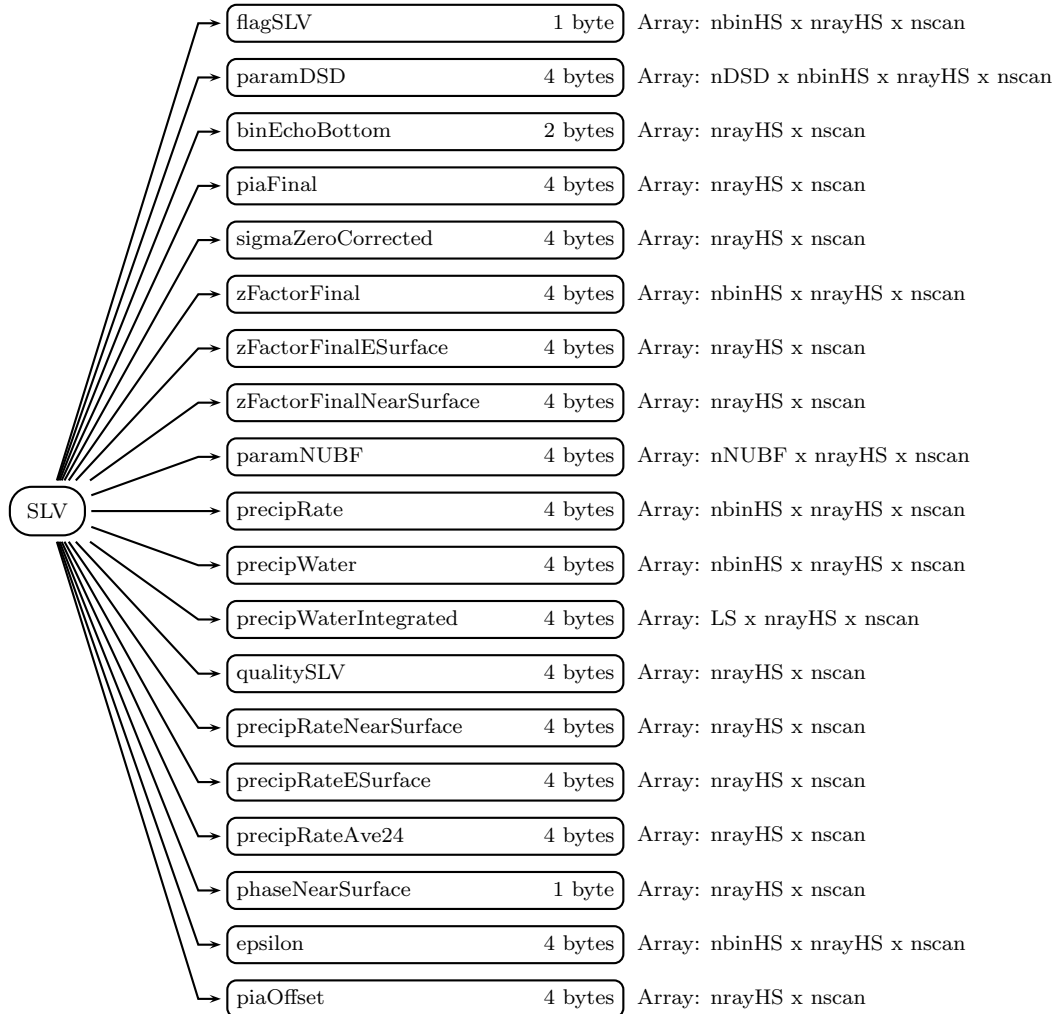 flagSLV 1 byte Array: nbinHS x nrayHS x nscan
paramDSD 4 bytes Array: nDSD x nbinHS x nrayHS x nscan
binEchoBottom 2 bytes Array: nrayHS x nscan
piaFinal 4 bytes Array: nrayHS x nscan
sigmaZeroCorrected 4 bytes Array: nrayHS x nscan
zFactorFinal 4 bytes Array: nbinHS x nrayHS x nscan
zFactorFinalESurface 4 bytes Array: nrayHS x nscan
zFactorFinalNearSurface 4 bytes Array: nrayHS x nscan
paramNUBF 4 bytes Array: nNUBF x nrayHS x nscan
SLV precipRate 4 bytes Array: nbinHS x nrayHS x nscan
precipWater 4 bytes Array: nbinHS x nrayHS x nscan
precipWaterIntegrated 4 bytes Array: LS x nrayHS x nscan
qualitySLV 4 bytes Array: nrayHS x nscan
precipRateNearSurface 4 bytes Array: nrayHS x nscan
precipRateESurface 4 bytes Array: nrayHS x nscan
precipRateAve24 4 bytes Array: nrayHS x nscan
phaseNearSurface 1 byte Array: nrayHS x nscan
epsilon 4 bytes Array: nbinHS x nrayHS x nscan
piaOffset 4 bytes Array: nrayHS x nscan